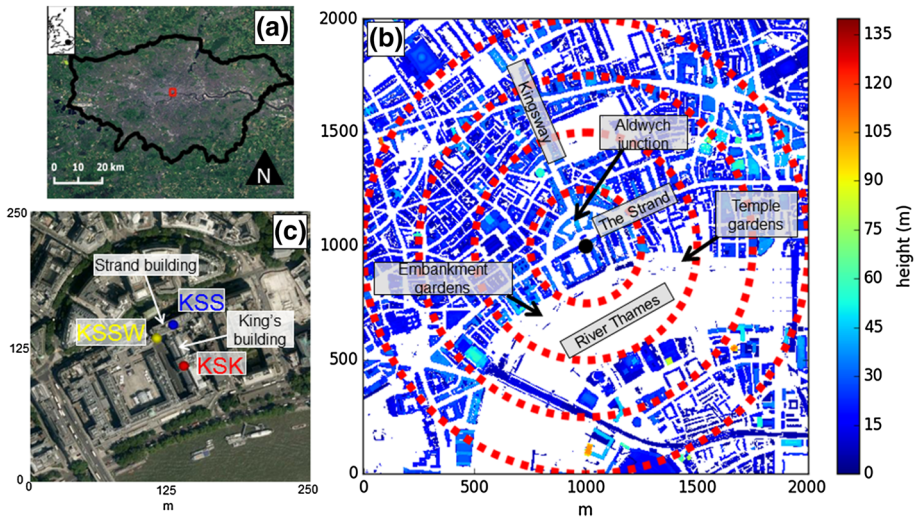 (a)
0 10 20 km
N
250
125
0
(c)
Strand building
KSS
KSSW
King's
building
KSK
0 125 250
m
(b)
2000
1500
1000
500
0
Kingsway
Aldwych
junction
The Strand
Temple
gardens
Embankment
gardens
River Thames
0 500 1000 1500 2000
m
135
120
105
90
75
60
45
30
15
0
height (m)